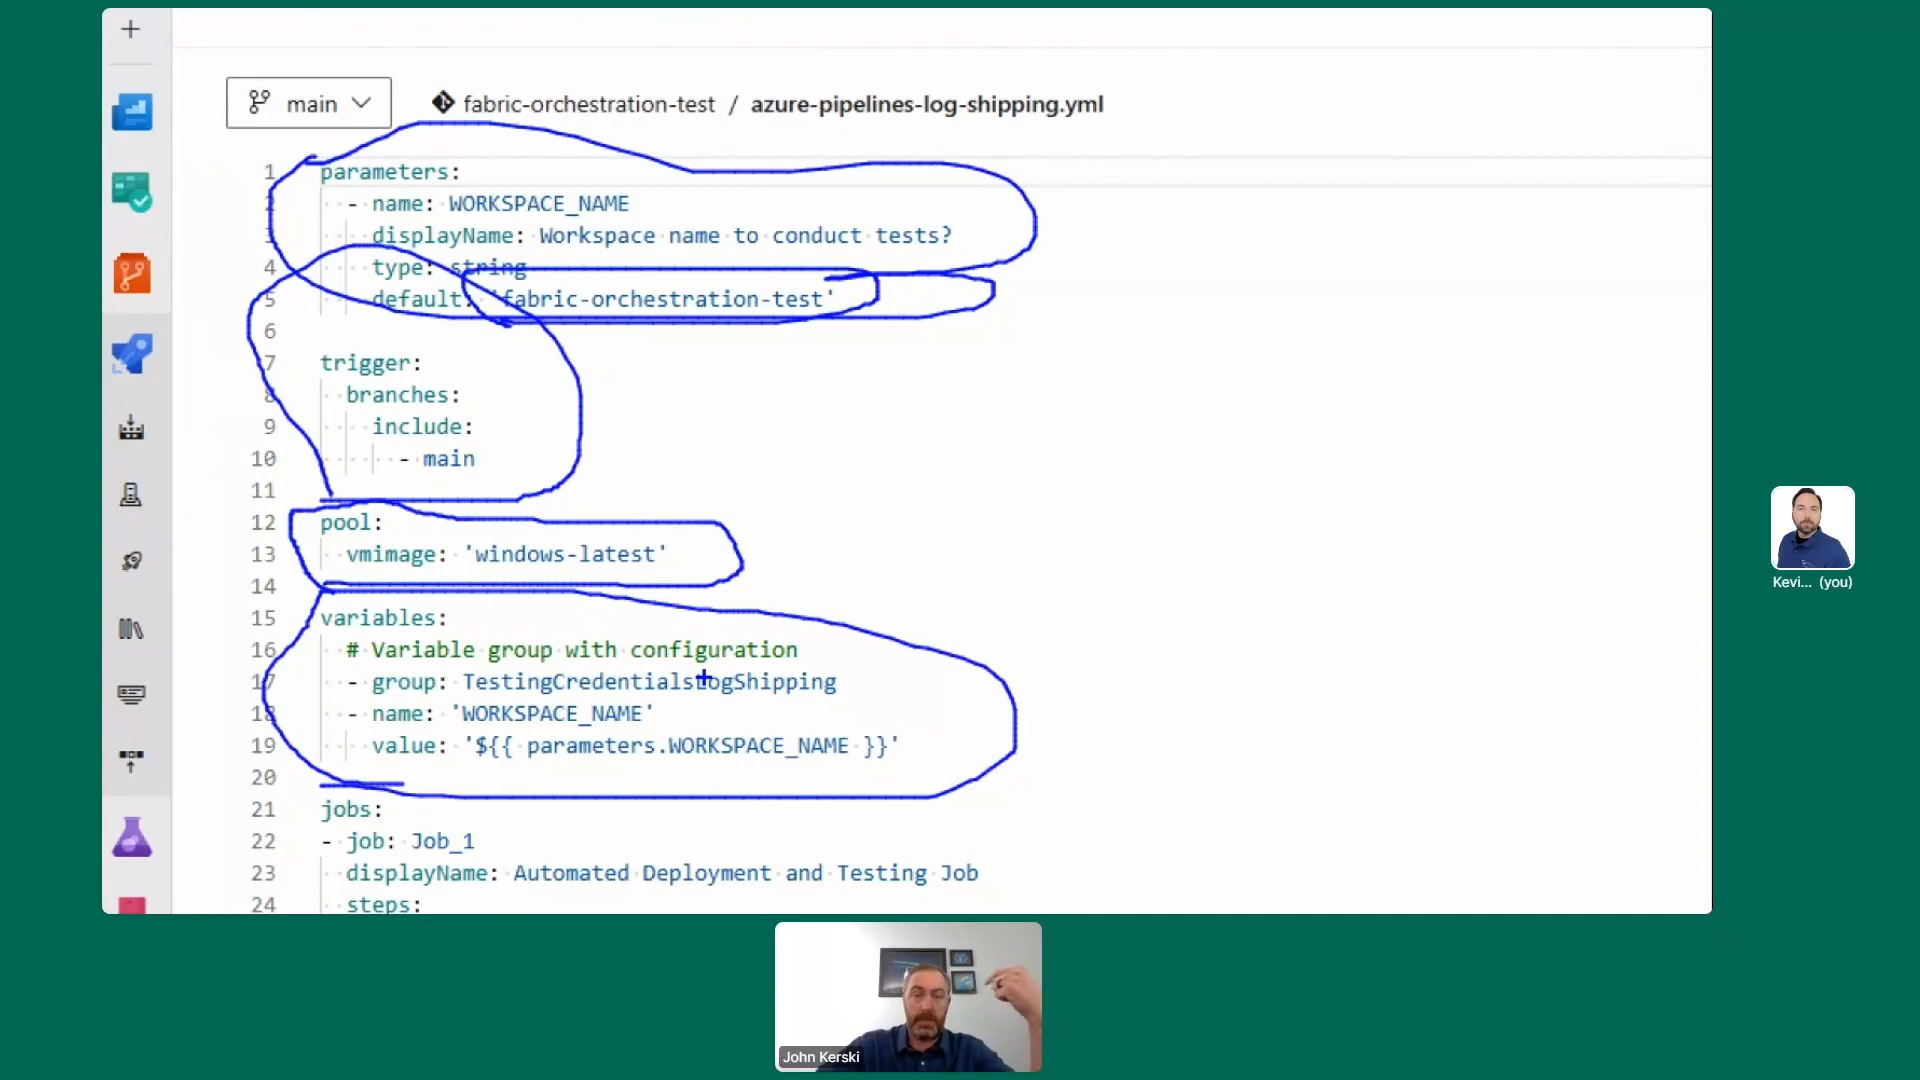 main
fabric-orchestration-test / azure-pipelines-log-shipping.yml
1 parameters:
2 - name: WORKSPACE_NAME
3 displayName: Workspace name to conduct tests?
4 type: string
5 default: 'fabric-orchestration-test'
6
7 trigger:
8 branches:
9 include:
10 - main
11
12 pool:
13 vmimage: 'windows-latest'
14
15 variables:
16 # Variable group with configuration
17 - group: TestingCredentialsLogShipping
18 - name: 'WORKSPACE_NAME'
19 value: '${{ parameters.WORKSPACE_NAME }}'
20
21 jobs:
22 - job: Job_1
23 displayName: Automated Deployment and Testing Job
24 steps:
Kevi... (you)
John Kerski